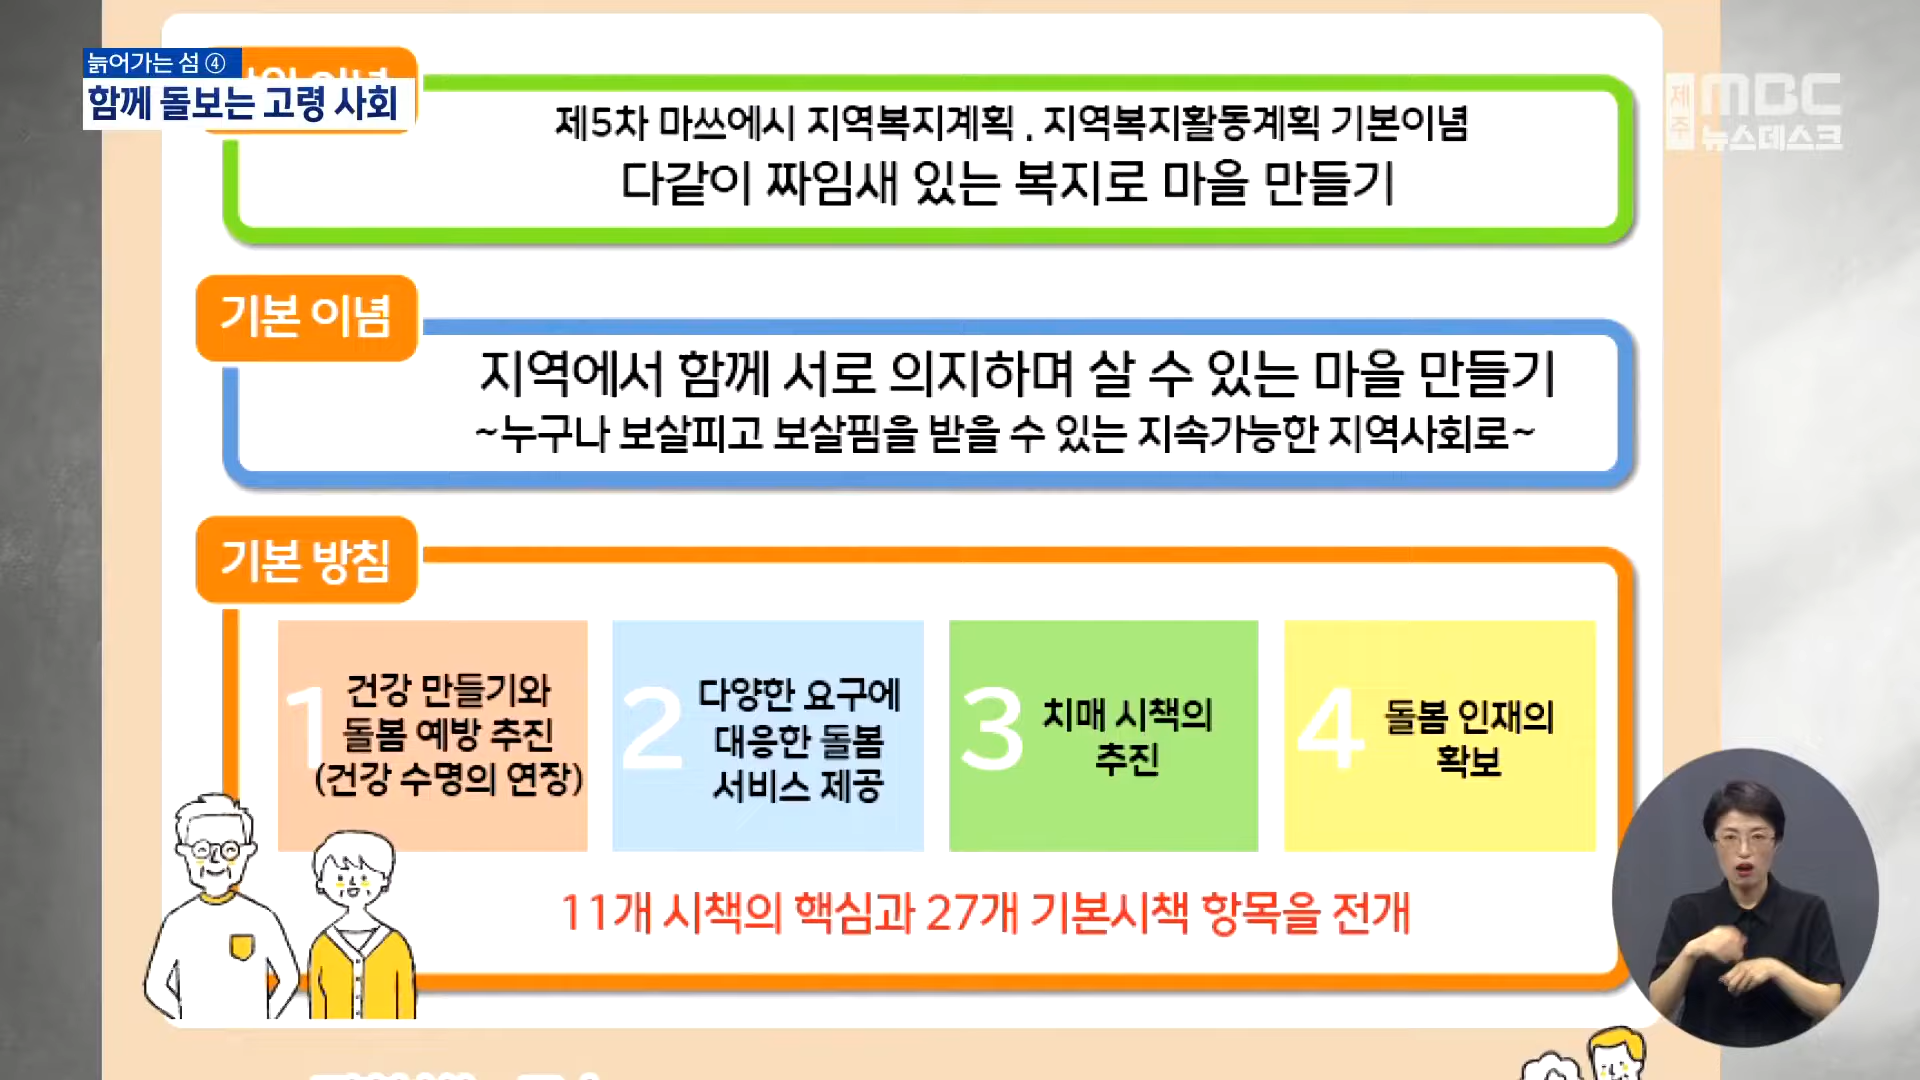 늙어가는 섬 ④
함께 돌보는 고령 사회
제주
MBC
뉴스데스크
제5차 마쓰에시 지역복지계획 . 지역복지활동계획 기본이념
다같이 짜임새 있는 복지로 마을 만들기
기본 이념
지역에서 함께 서로 의지하며 살 수 있는 마을 만들기
~누구나 보살피고 보살핌을 받을 수 있는 지속가능한 지역사회로~
기본 방침
1
건강 만들기와
돌봄 예방 추진
(건강 수명의 연장)
2
다양한 요구에
대응한 돌봄
서비스 제공
3
치매 시책의
추진
4
돌봄 인재의
확보
11개 시책의 핵심과 27개 기본시책 항목을 전개